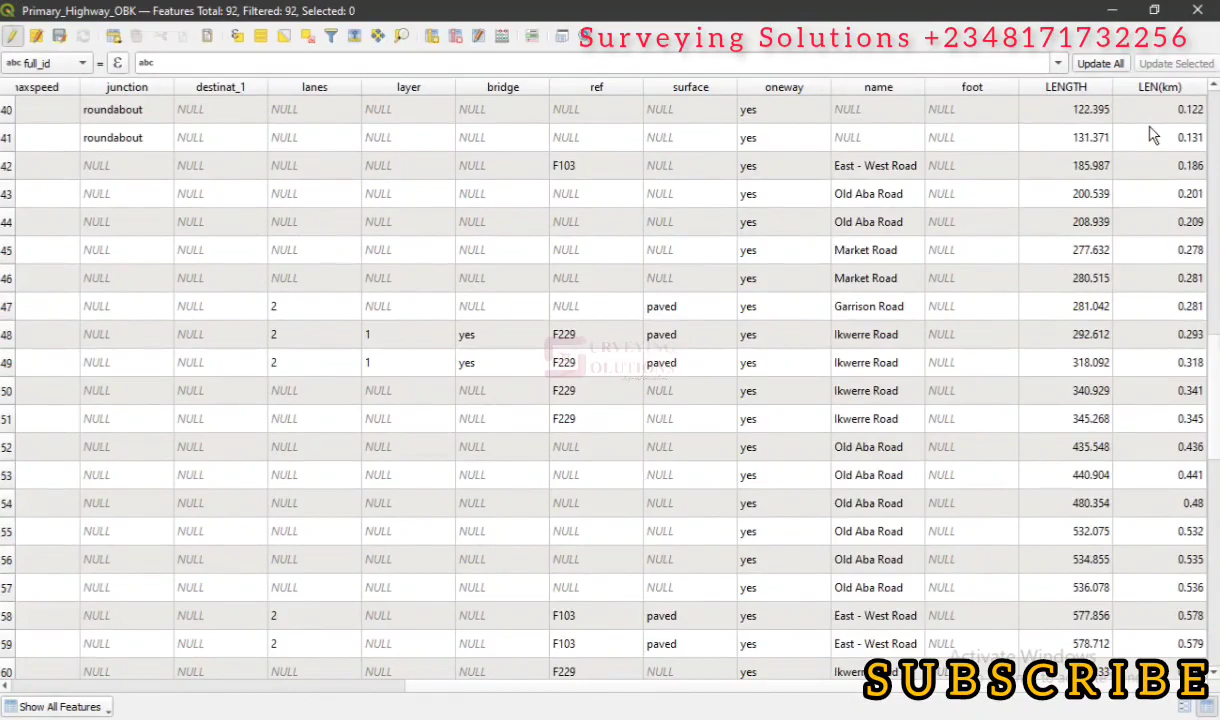 Primary_Highway_OBK — Features Total: 92, Filtered: 92, Selected: 0
Surveying Solutions +2348171732256
abc full_id = ε abc Update All Update Selected
axspeed junction destinat_1 lanes layer bridge ref surface oneway name foot LENGTH LEN(km)
40 roundabout NULL NULL NULL NULL NULL NULL yes NULL NULL 122.395 0.122
41 roundabout NULL NULL NULL NULL NULL NULL yes NULL NULL 131.371 0.131
42 NULL NULL NULL NULL NULL F103 NULL yes East - West Road NULL 185.987 0.186
43 NULL NULL NULL NULL NULL NULL NULL yes Old Aba Road NULL 200.539 0.201
44 NULL NULL NULL NULL NULL NULL NULL yes Old Aba Road NULL 208.939 0.209
45 NULL NULL NULL NULL NULL NULL NULL yes Market Road NULL 277.632 0.278
46 NULL NULL NULL NULL NULL NULL NULL yes Market Road NULL 280.515 0.281
47 NULL NULL 2 NULL NULL NULL paved yes Garrison Road NULL 281.042 0.281
48 NULL NULL 2 1 yes F229 paved yes Ikwerre Road NULL 292.612 0.293
49 NULL NULL 2 1 yes F229 paved yes Ikwerre Road NULL 318.092 0.318
50 NULL NULL NULL NULL NULL F229 NULL yes Ikwerre Road NULL 340.929 0.341
51 NULL NULL NULL NULL NULL F229 NULL yes Ikwerre Road NULL 345.268 0.345
52 NULL NULL NULL NULL NULL NULL NULL yes Old Aba Road NULL 435.548 0.436
53 NULL NULL NULL NULL NULL NULL NULL yes Old Aba Road NULL 440.904 0.441
54 NULL NULL NULL NULL NULL NULL NULL yes Old Aba Road NULL 480.354 0.48
55 NULL NULL NULL NULL NULL NULL NULL yes Old Aba Road NULL 532.075 0.532
56 NULL NULL NULL NULL NULL NULL NULL yes Old Aba Road NULL 534.855 0.535
57 NULL NULL NULL NULL NULL NULL NULL yes Old Aba Road NULL 536.078 0.536
58 NULL NULL 2 NULL NULL F103 paved yes East - West Road NULL 577.856 0.578
59 NULL NULL 2 NULL NULL F103 paved yes East - West Road NULL 578.712 0.579
60 NULL NULL NULL NULL NULL F229 NULL yes NULL
Activate Windows
SUBSCRIBE
Show All Features